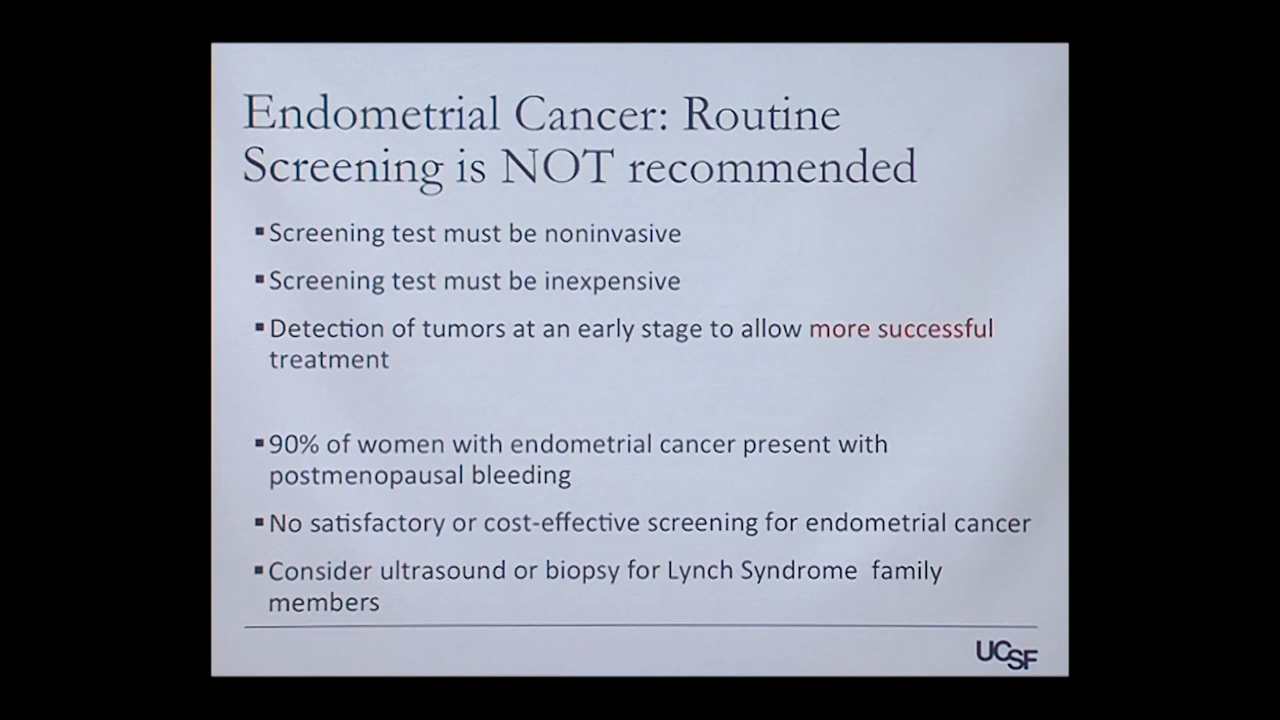 Endometrial Cancer: Routine
Screening is NOT recommended
▪Screening test must be noninvasive
▪Screening test must be inexpensive
▪Detection of tumors at an early stage to allow more successful
treatment
▪90% of women with endometrial cancer present with
postmenopausal bleeding
▪No satisfactory or cost-effective screening for endometrial cancer
▪Consider ultrasound or biopsy for Lynch Syndrome family
members
UCSF